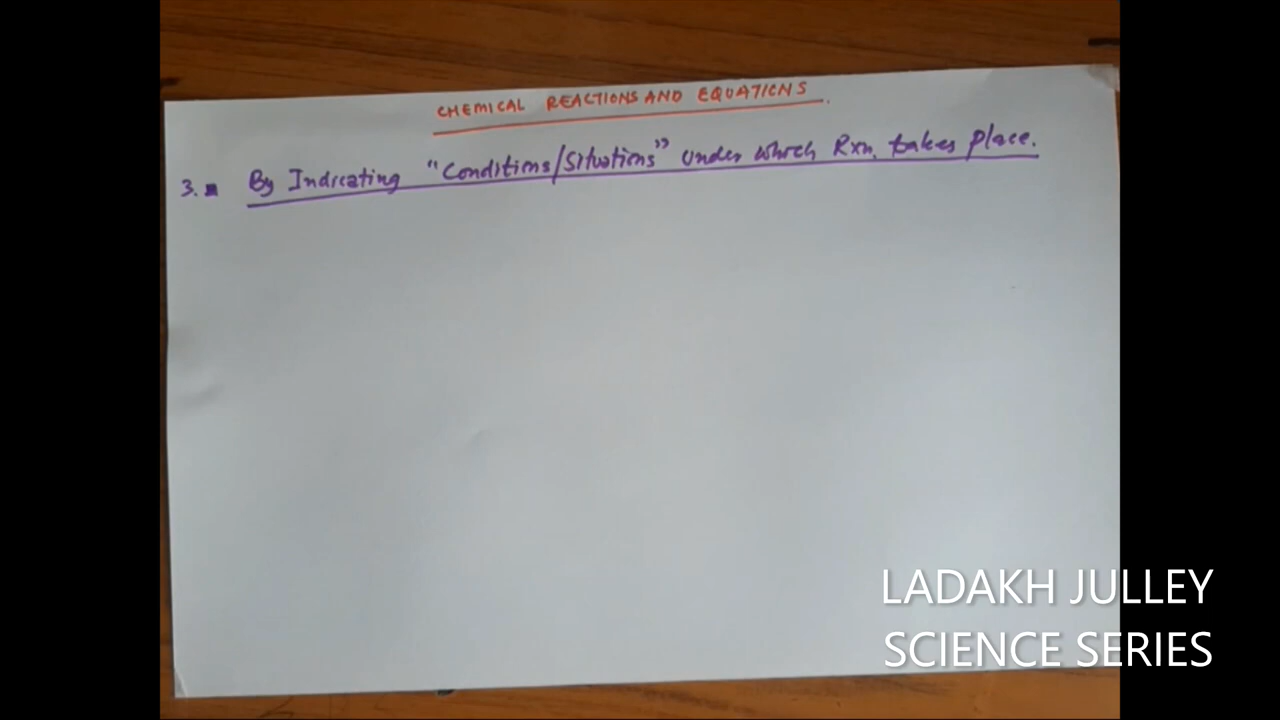 CHEMICAL REACTIONS AND EQUATIONS.
3. By Indicating "Conditions/Situations" Under which Rxn. takes place.
LADAKH JULLEY
SCIENCE SERIES